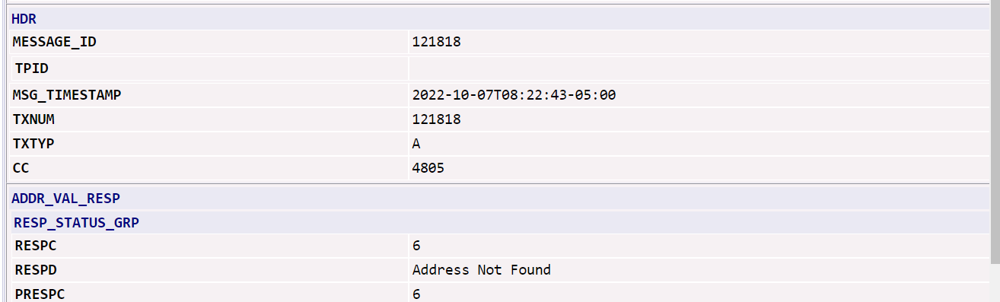 HDR
MESSAGE_ID 121818
TPID
MSG_TIMESTAMP 2022-10-07T08:22:43-05:00
TXNUM 121818
TXTYP A
CC 4805
ADDR_VAL_RESP
RESP_STATUS_GRP
RESPC 6
RESPD Address Not Found
PRESPC 6